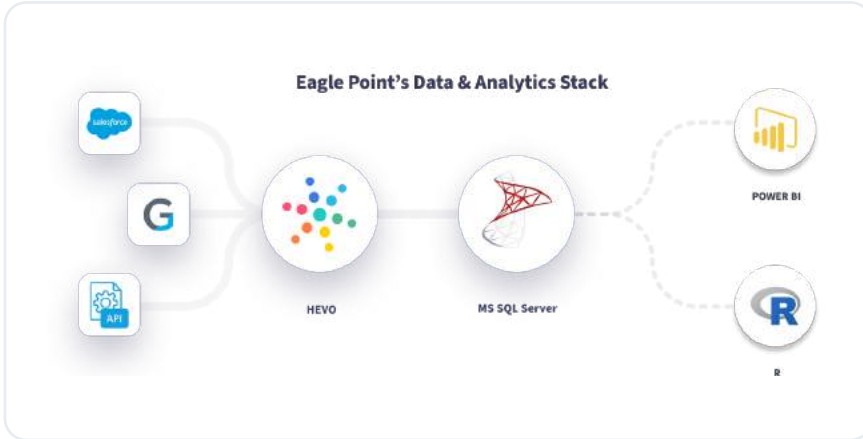 Eagle Point's Data & Analytics Stack
salesforce
G
API
HEVO
MS SQL Server
POWER BI
R
R